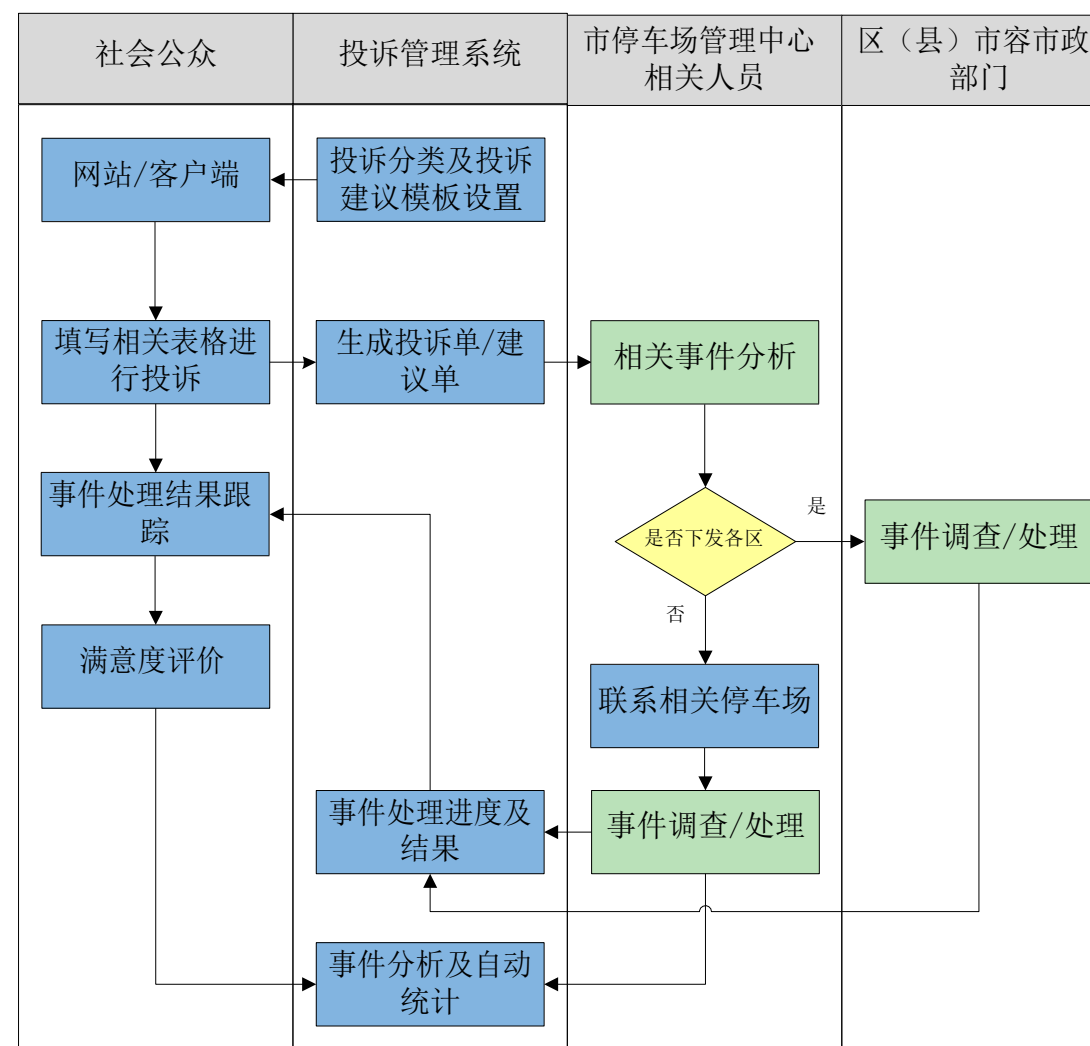 社会公众
投诉管理系统
市停车场管理中心
相关人员
区（县）市容市政
部门
网站/客户端
投诉分类及投诉
建议模板设置
填写相关表格进
行投诉
生成投诉单/建
议单
相关事件分析
事件处理结果跟
踪
是否下发各区
是
事件调查/处理
否
满意度评价
联系相关停车场
事件处理进度及
结果
事件调查/处理
事件分析及自动
统计